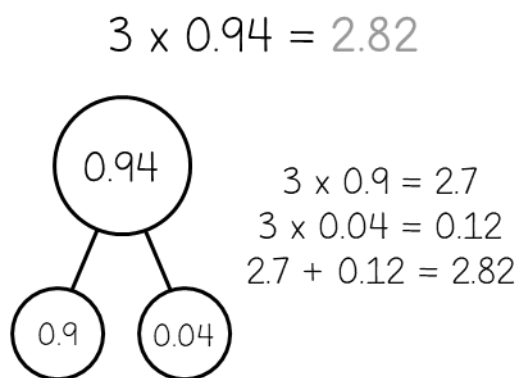 3 x 0.94 = 2.82
0.94
0.9
0.04
3 x 0.9 = 2.7
3 x 0.04 = 0.12
2.7 + 0.12 = 2.82